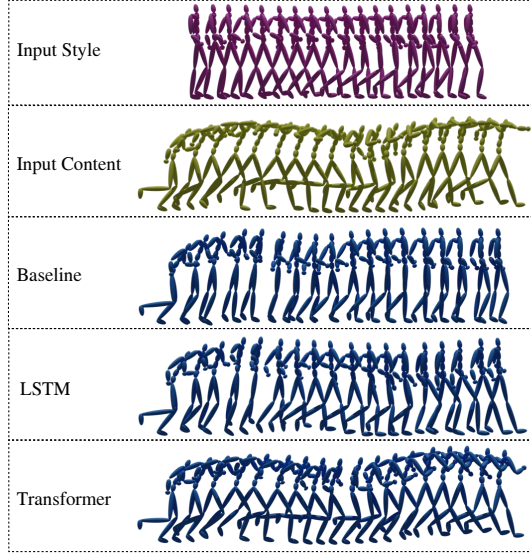 Input Style
Input Content
Baseline
LSTM
Transformer